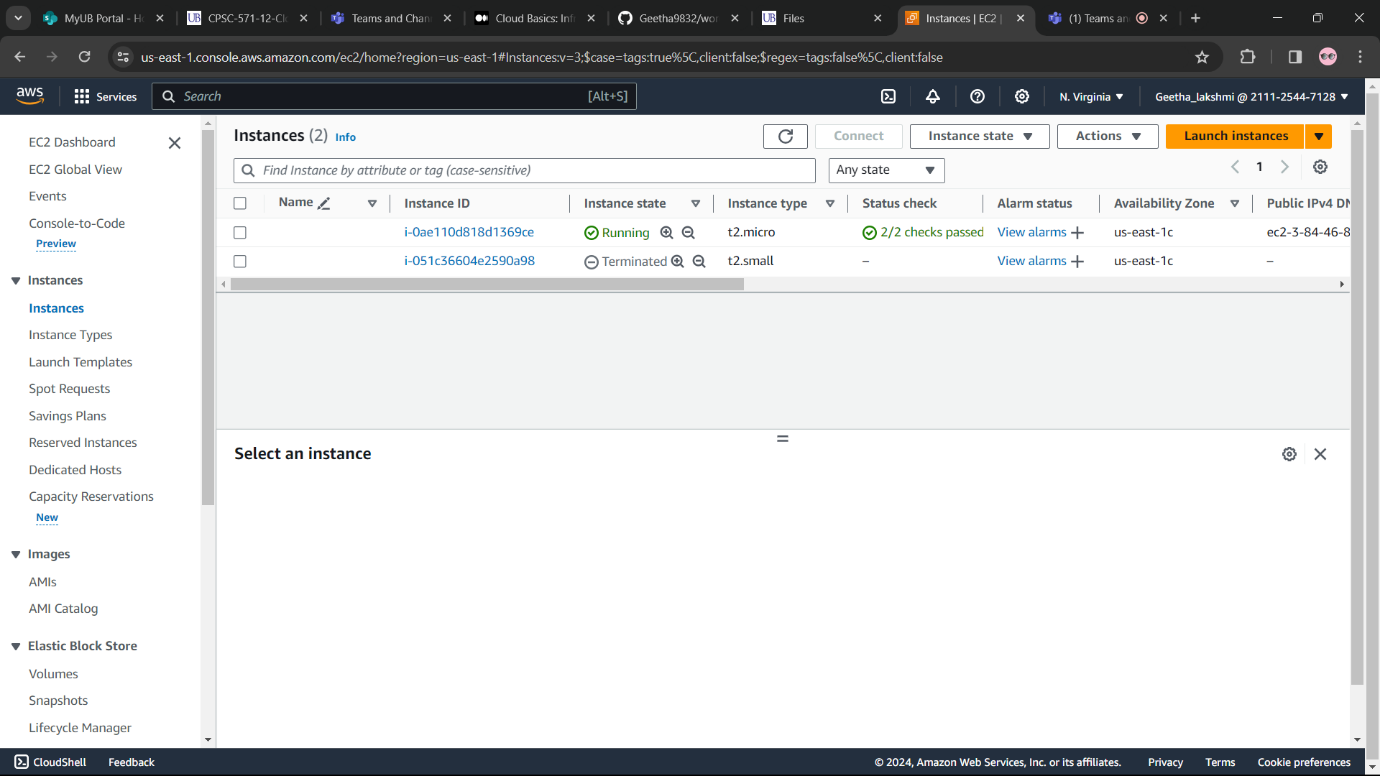 MyUB Portal - Ho
CPSC-571-12-Clo
Teams and Chan
Cloud Basics: Infr
Geetha9832/wor
Files
Instances | EC2 |
(1) Teams an
us-east-1.console.aws.amazon.com/ec2/home?region=us-east-1#Instances:v=3;$case=tags:true%5C,client:false;$regex=tags:false%5C,client:false
aws
Services
Search
[Alt+S]
N. Virginia
Geetha_lakshmi @ 2111-2544-7128
EC2 Dashboard
EC2 Global View
Events
Console-to-Code
Preview
Instances
Instances
Instance Types
Launch Templates
Spot Requests
Savings Plans
Reserved Instances
Dedicated Hosts
Capacity Reservations
New
Images
AMIs
AMI Catalog
Elastic Block Store
Volumes
Snapshots
Lifecycle Manager
Instances (2) Info
Connect
Instance state
Actions
Launch instances
Find Instance by attribute or tag (case-sensitive)
Any state
1
Name Instance ID Instance state Instance type Status check Alarm status Availability Zone Public IPv4 DN
i-0ae110d818d1369ce Running t2.micro 2/2 checks passed View alarms + us-east-1c ec2-3-84-46-8
i-051c36604e2590a98 Terminated t2.small – View alarms + us-east-1c –
Select an instance
CloudShell Feedback © 2024, Amazon Web Services, Inc. or its affiliates. Privacy Terms Cookie preferences